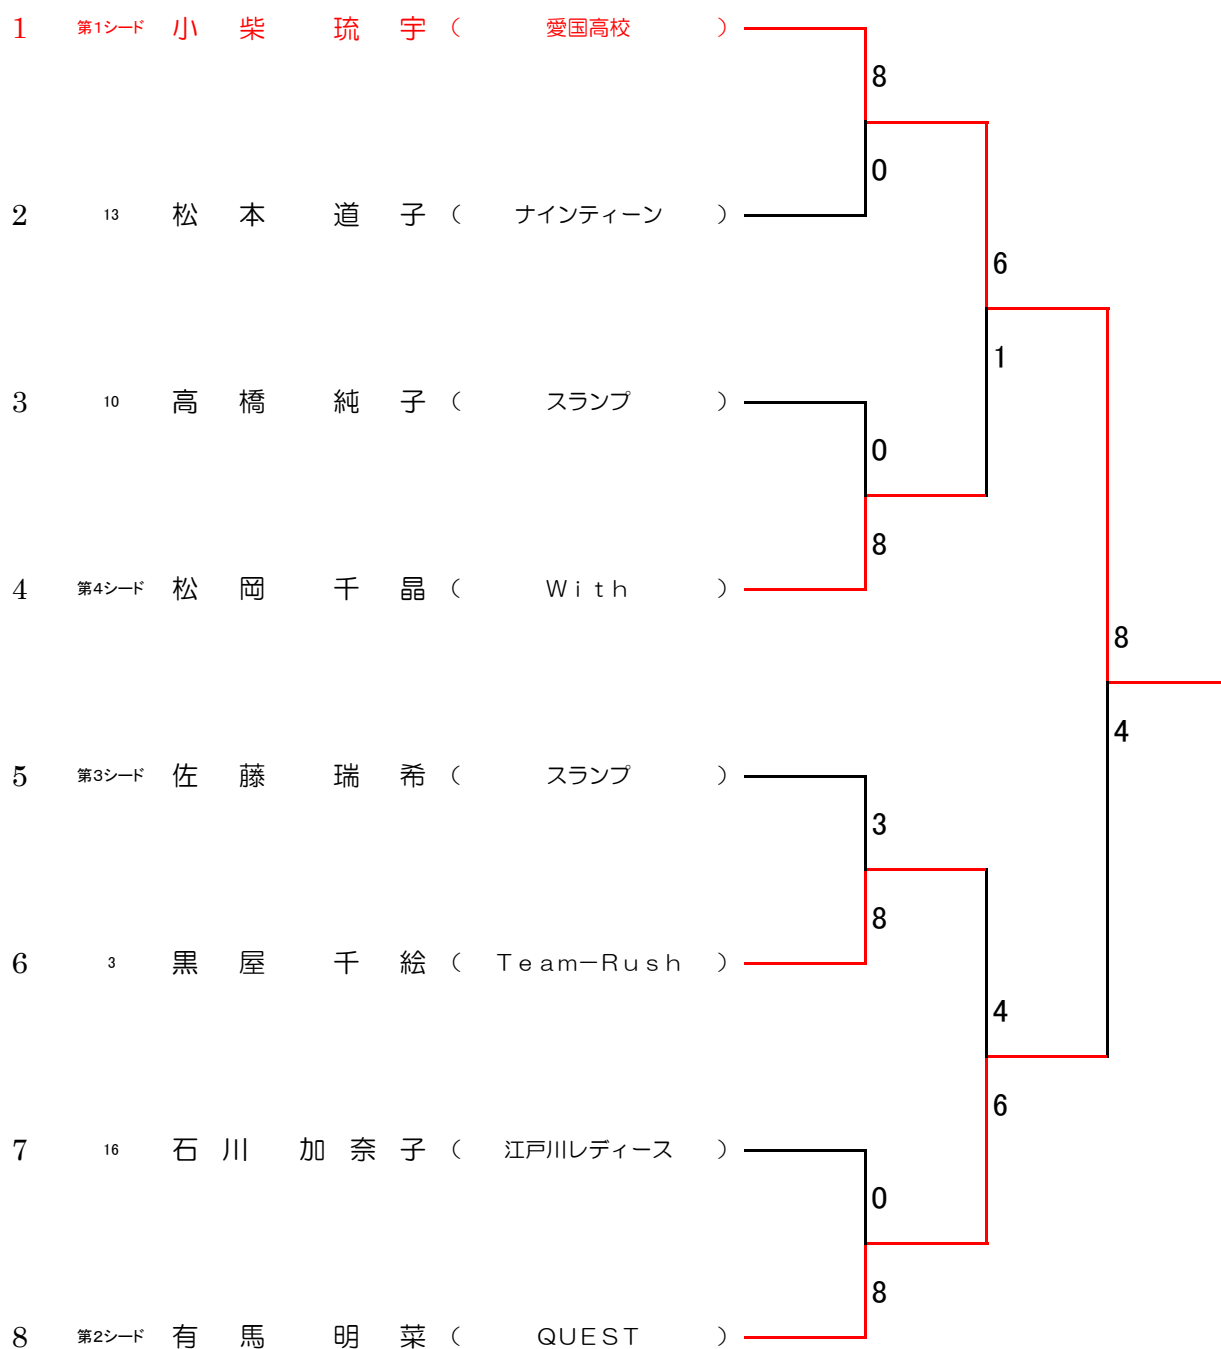 1 第1シード 小柴 琉宇 ( 愛国高校 )
8
0
2 13 松本 道子 ( ナインティーン )
6
1
3 10 高橋 純子 ( スランプ )
0
8
4 第4シード 松岡 千晶 ( With )
8
4
5 第3シード 佐藤 瑞希 ( スランプ )
3
8
6 3 黒屋 千絵 ( Team−Rush )
4
6
7 16 石川 加奈子 ( 江戸川レディース )
0
8
8 第2シード 有馬 明菜 ( QUEST )